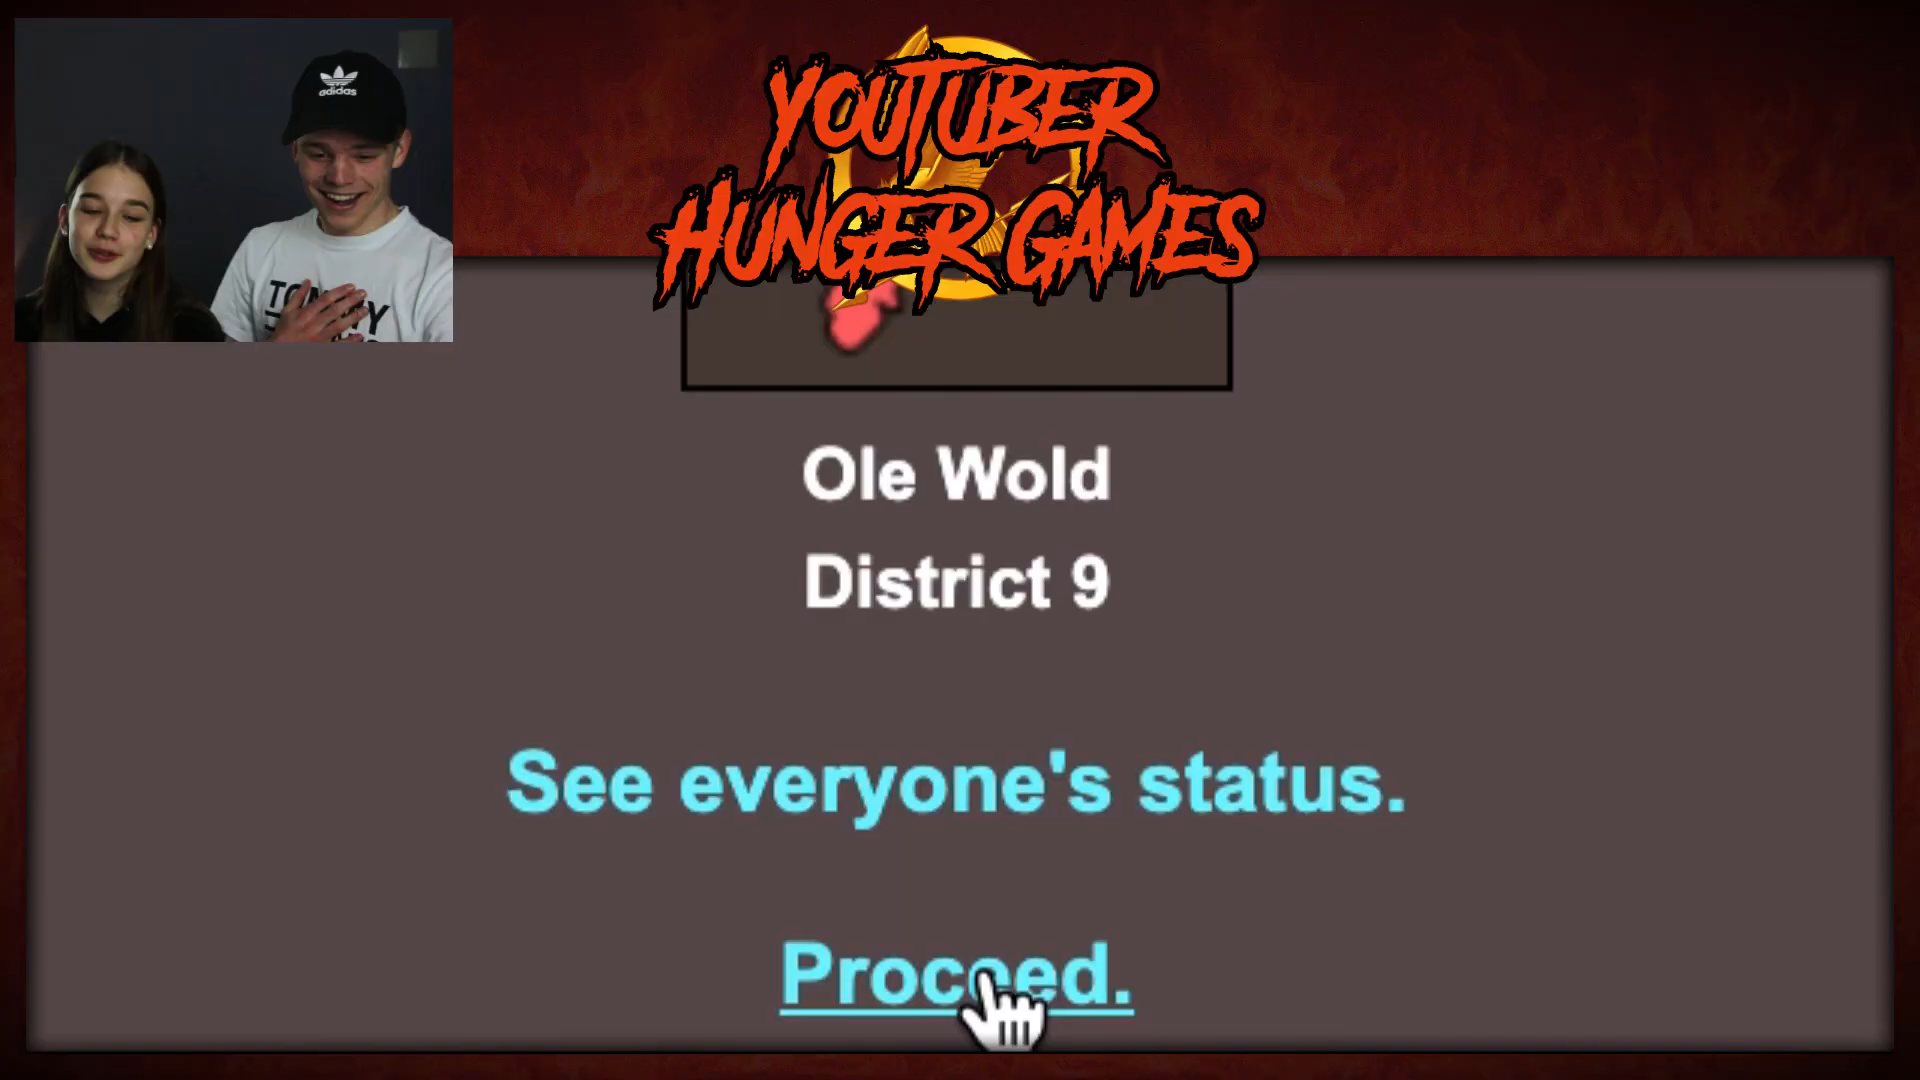 YOUTUBER
HUNGER GAMES
adidas
Ole Wold
District 9
See everyone's status.
Proceed.